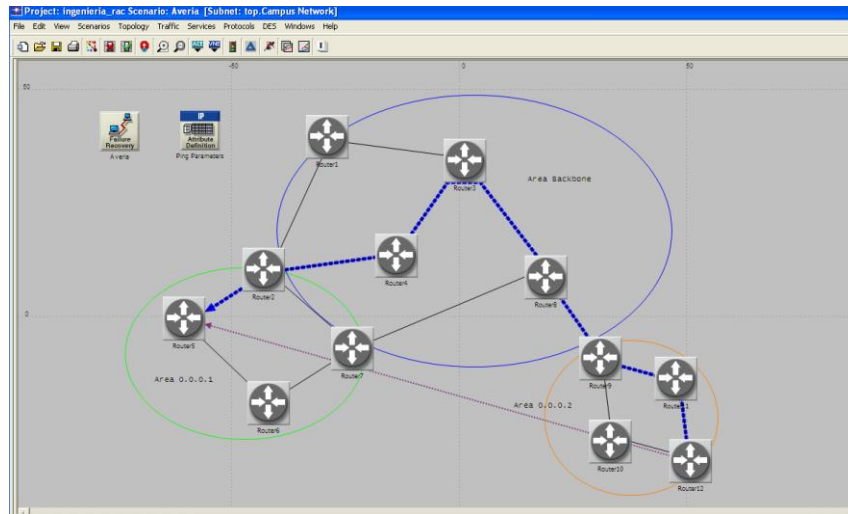 Project: ingenieria_rac Scenario: Averia [Subnet: top.Campus Network]
File Edit View Scenarios Topology Traffic Services Protocols DES Windows Help
-50 0 50
50
Failure Recovery
Averia
IP
Attribute Definition
Ping Parameters
Router1
Router3
Area Backbone
Router2
Router4
Router8
0
Router5
Router7
Router9
Area 0.0.0.1
Area 0.0.0.2
Router6
Router10
Router12